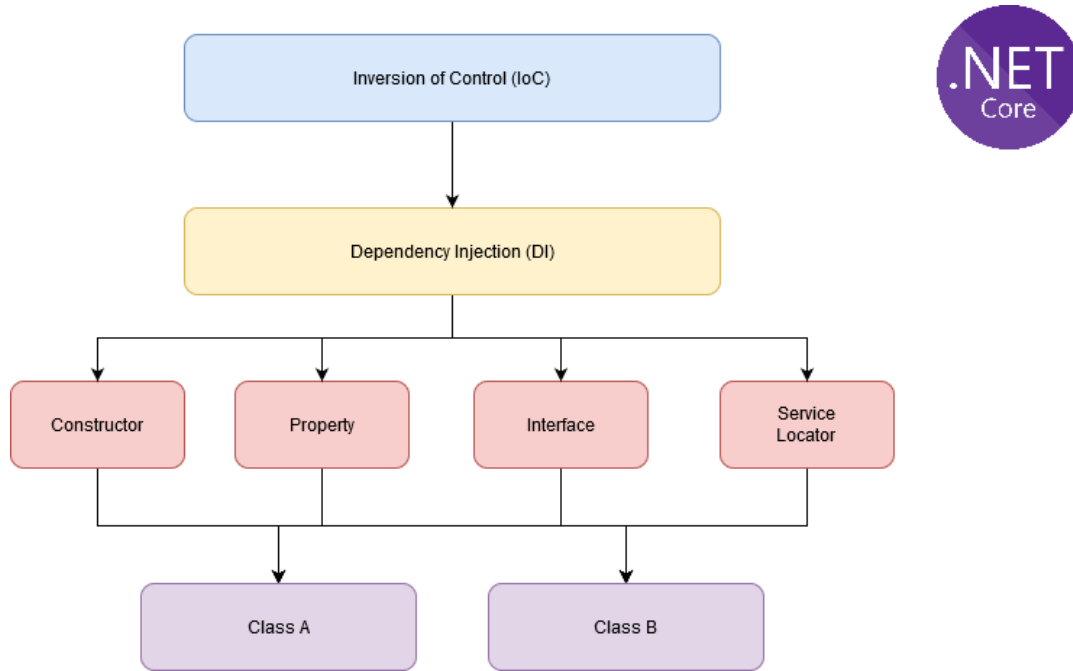 .NET
Core
Inversion of Control (IoC)
Dependency Injection (DI)
Constructor
Property
Interface
Service
Locator
Class A
Class B